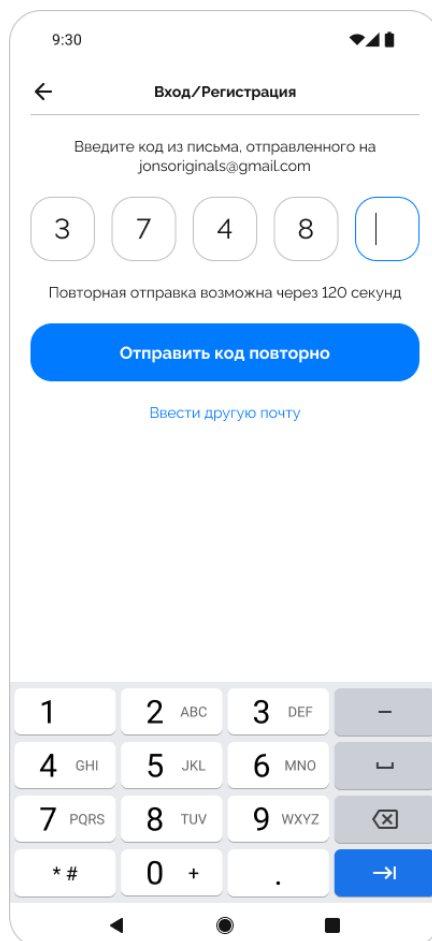 9:30
Вход/Регистрация
Введите код из письма, отправленного на
jonsoriginals@gmail.com
3 7 4 8
Повторная отправка возможна через 120 секунд
Отправить код повторно
Ввести другую почту
1 2 ABC 3 DEF –
4 GHI 5 JKL 6 MNO
7 PQRS 8 TUV 9 WXYZ
* # 0 + .